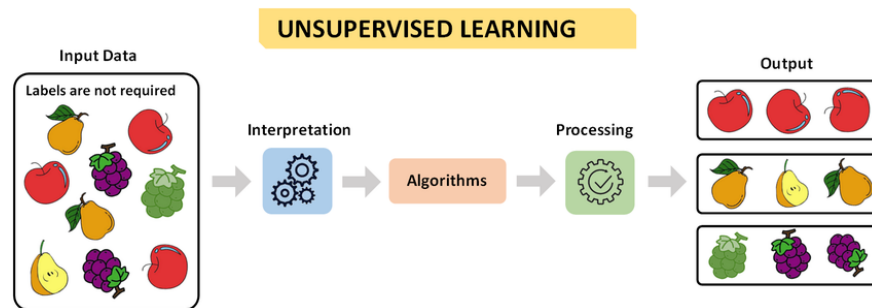 UNSUPERVISED LEARNING
Input Data
Labels are not required
Interpretation
Algorithms
Processing
Output